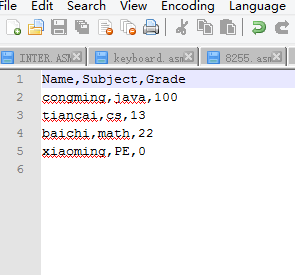 File Edit Search View Encoding Language
INTER.ASM keyboard.asm 8255.asm
1 Name,Subject,Grade
2 congming,java,100
3 tiancai,cs,13
4 baichi,math,22
5 xiaoming,PE,0
6